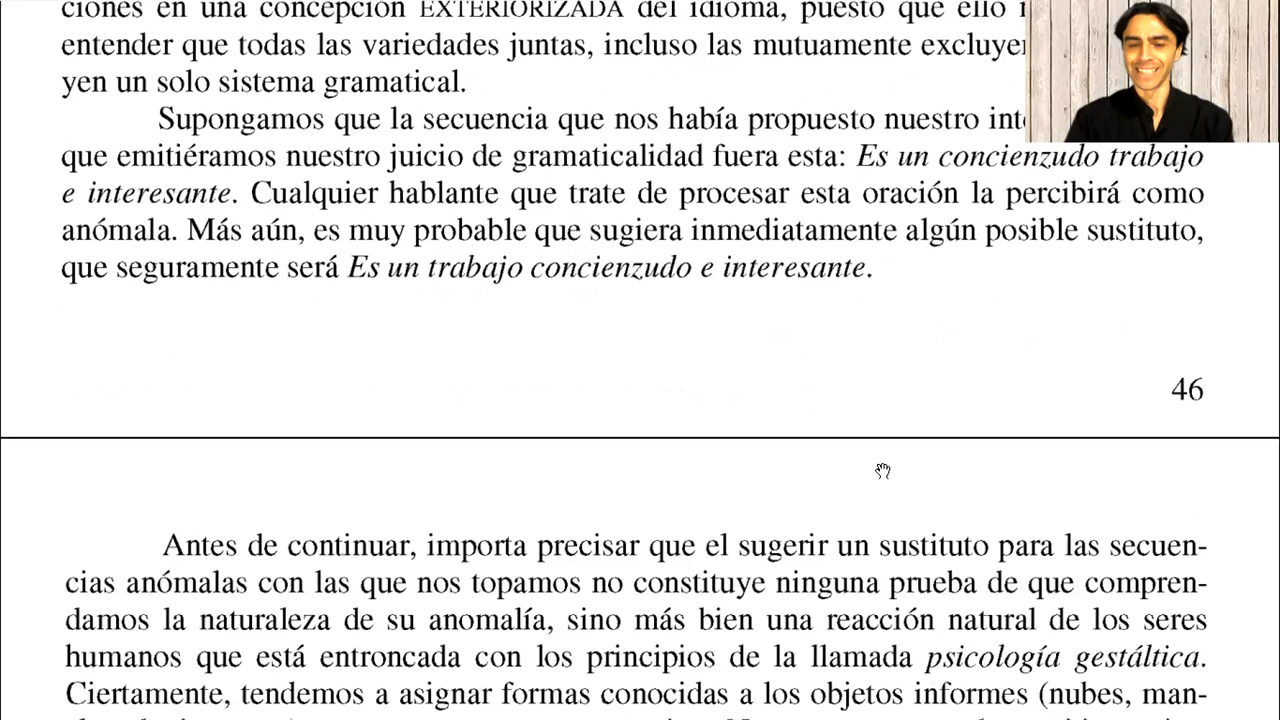 ciones en una concepción EXTERIORIZADA del idioma, puesto que ello
entender que todas las variedades juntas, incluso las mutuamente
yen un solo sistema gramatical.
Supongamos que la secuencia que nos había propuesto nuestro
que emitiéramos nuestro juicio de gramaticalidad fuera esta: Es un concienzudo trabajo
e interesante. Cualquier hablante que trate de procesar esta oración la percibirá como
anómala. Más aún, es muy probable que sugiera inmediatamente algún posible sustituto,
que seguramente será Es un trabajo concienzudo e interesante.
46
Antes de continuar, importa precisar que el sugerir un sustituto para las secuen-
cias anómalas con las que nos topamos no constituye ninguna prueba de que compren-
damos la naturaleza de su anomalía, sino más bien una reacción natural de los seres
humanos que está entroncada con los principios de la llamada psicología gestáltica.
Ciertamente, tendemos a asignar formas conocidas a los objetos informes (nubes, man-